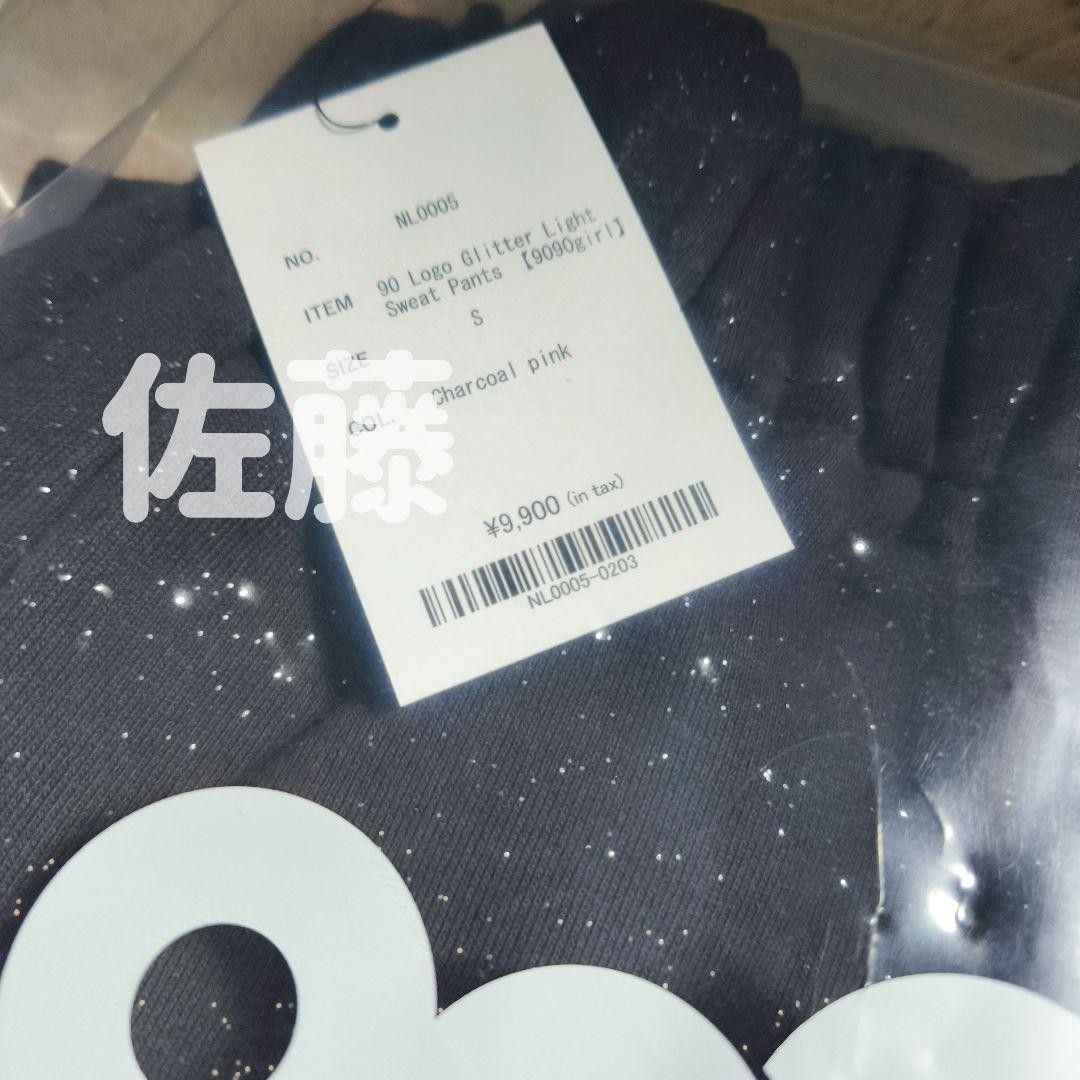 NO. NL0005
ITEM 90 Logo Glitter Light
Sweat Pants 【9090girl】
SIZE S
COL. Charcoal pink
佐藤
¥9,900 (in tax)
NL0005-0203